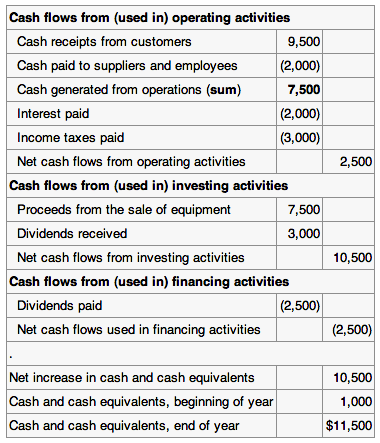 Cash flows from (used in) operating activities
Cash receipts from customers 9,500
Cash paid to suppliers and employees (2,000)
Cash generated from operations (sum) 7,500
Interest paid (2,000)
Income taxes paid (3,000)
Net cash flows from operating activities 2,500
Cash flows from (used in) investing activities
Proceeds from the sale of equipment 7,500
Dividends received 3,000
Net cash flows from investing activities 10,500
Cash flows from (used in) financing activities
Dividends paid (2,500)
Net cash flows used in financing activities (2,500)
.
Net increase in cash and cash equivalents 10,500
Cash and cash equivalents, beginning of year 1,000
Cash and cash equivalents, end of year $11,500